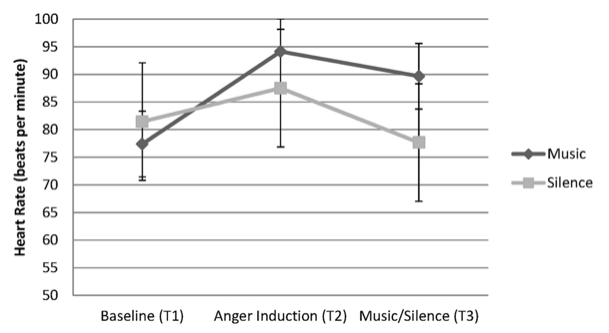 100
95
90
85
80
75
70
65
60
55
50
Heart Rate (beats per minute)
Baseline (T1) Anger Induction (T2) Music/Silence (T3)
Music
Silence